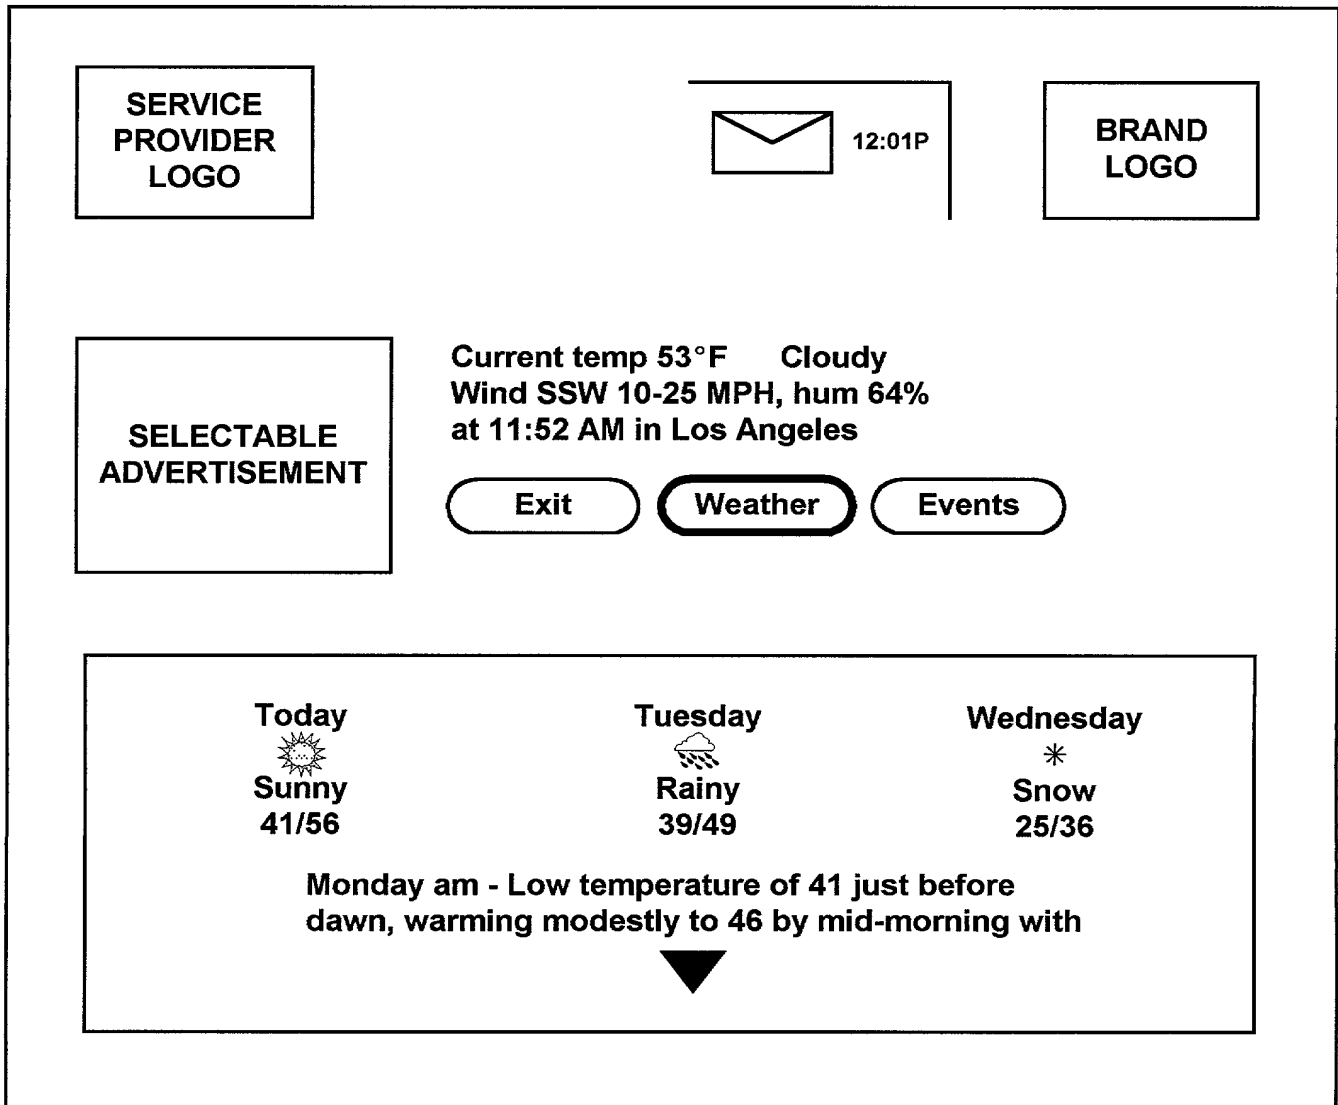 SERVICE
PROVIDER
LOGO
12:01P
BRAND
LOGO
SELECTABLE
ADVERTISEMENT
Current temp 53°F Cloudy
Wind SSW 10-25 MPH, hum 64%
at 11:52 AM in Los Angeles
Exit Weather Events
Today Tuesday Wednesday
Sunny Rainy Snow
41/56 39/49 25/36
Monday am - Low temperature of 41 just before
dawn, warming modestly to 46 by mid-morning with